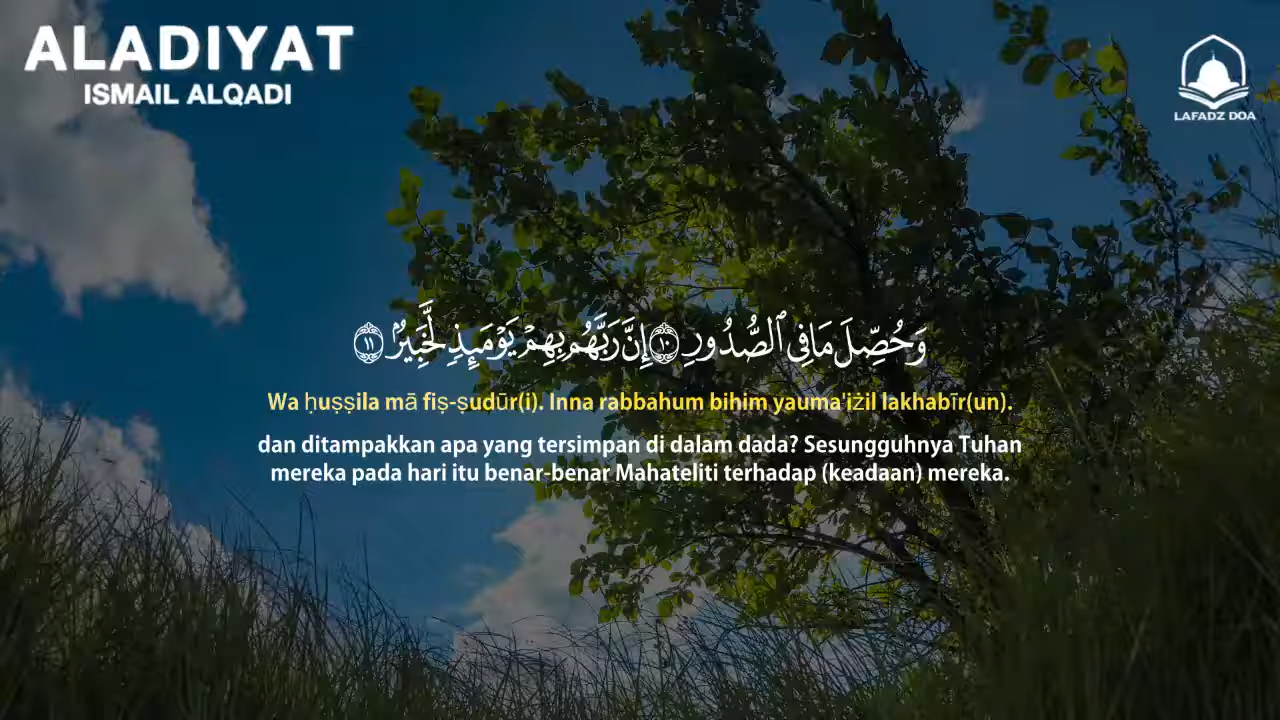 ALADIYAT
ISMAIL ALQADI
LAFADZ DOA
وَحُصِّلَ مَا فِى ٱلصُّدُورِ ۝١٠ إِنَّ رَبَّهُم بِهِمْ يَوْمَئِذٍ لَّخَبِيرٌۢ ۝١١
Wa ḥuṣṣila mā fiṣ-ṣudūr(i). Inna rabbahum bihim yauma'iżil lakhabīr(un).
dan ditampakkan apa yang tersimpan di dalam dada? Sesungguhnya Tuhan
mereka pada hari itu benar-benar Mahateliti terhadap (keadaan) mereka.